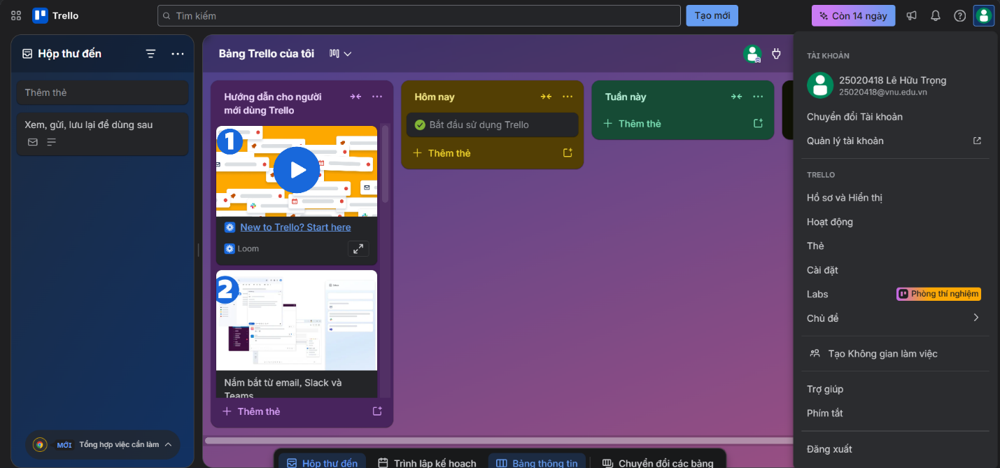 Trello
Tìm kiếm
Tạo mới
Còn 14 ngày
Hộp thư đến
Thêm thẻ
Xem, gửi, lưu lại để dùng sau
MỚI
Tổng hợp việc cần làm
Bảng Trello của tôi
Hướng dẫn cho người
mới dùng Trello
1
New to Trello? Start here
Loom
2
Nắm bắt từ email, Slack và
Teams
Thêm thẻ
Hôm nay
Bắt đầu sử dụng Trello
Thêm thẻ
Tuần này
Thêm thẻ
Hộp thư đến
Trình lập kế hoạch
Bảng thông tin
Chuyển đổi các bảng
TÀI KHOẢN
25020418 Lê Hữu Trọng
25020418@vnu.edu.vn
Chuyển đổi Tài khoản
Quản lý tài khoản
TRELLO
Hồ sơ và Hiển thị
Hoạt động
Thẻ
Cài đặt
Labs
Phòng thí nghiệm
Chủ đề
Tạo Không gian làm việc
Trợ giúp
Phím tắt
Đăng xuất